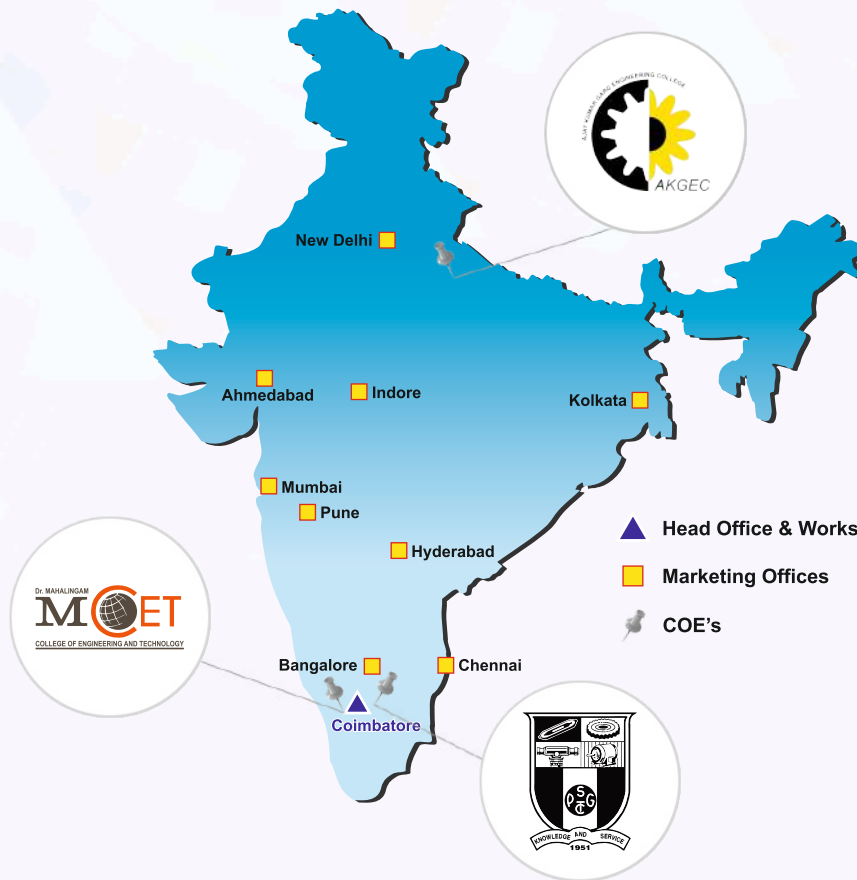 AJAY KUMAR GARG ENGINEERING COLLEGE
AKGEC
New Delhi
Ahmedabad
Indore
Kolkata
Mumbai
Pune
Hyderabad
Head Office & Works
Marketing Offices
COE's
Dr. MAHALINGAM
MCET
COLLEGE OF ENGINEERING AND TECHNOLOGY
Bangalore
Chennai
Coimbatore
S
P G
CT
KNOWLEDGE AND SERVICE
1951